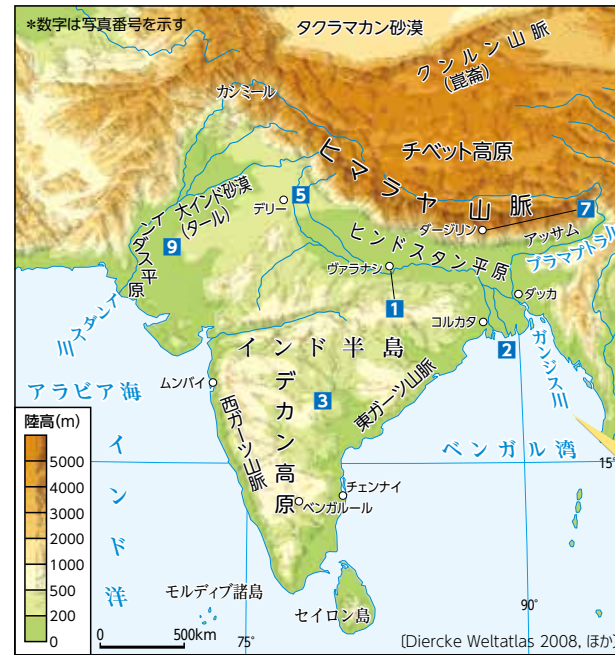 *数字は写真番号を示す
タクラマカン砂漠
クンルン山脈
(崑崙)
カシミール
チベット高原
ヒマラヤ山脈
5
7
大インド砂漠
(タール)
デリー
ダージリン
アッサム
ブラマプトラ川
9
インダス平原
ヒンドスタン平原
ヴァラナシ
ダッカ
1
コルカタ
インダス川
2
ガンジス川
インド半島
アラビア海
ムンバイ
3
デカン高原
東ガーツ山脈
西ガーツ山脈
ベンガル湾
陸高(m)
5000
4000
3000
2000
1000
500
200
0
インド洋
15°
チェンナイ
ベンガルール
モルディブ諸島
セイロン島
0 500km
75°
90°
〔Diercke Weltatlas 2008, ほか〕